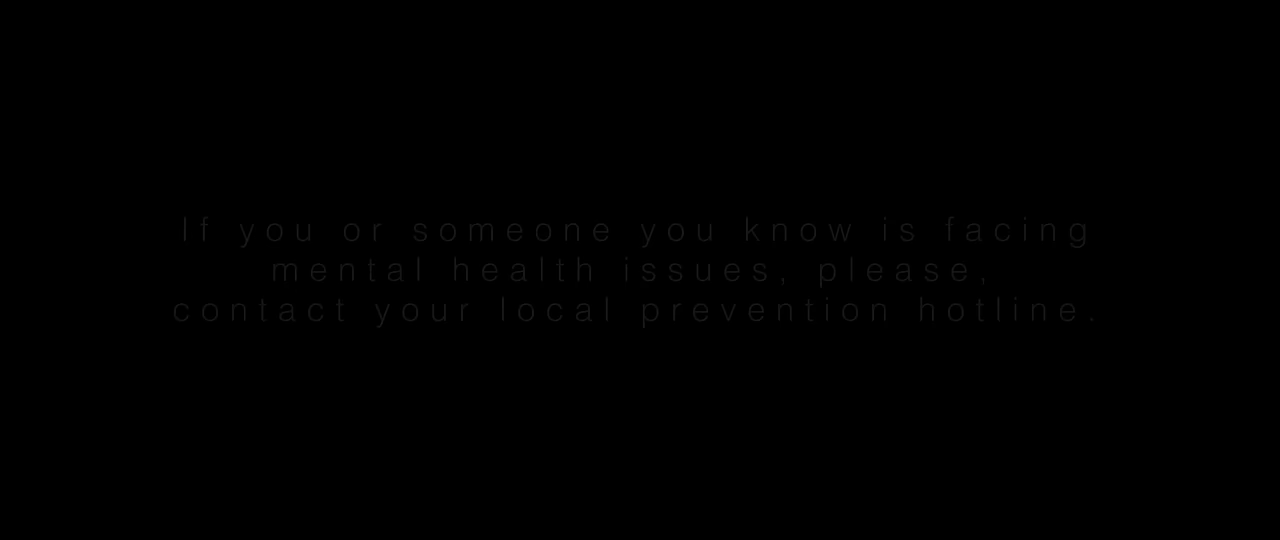 If you or someone you know is facing
mental health issues, please,
contact your local prevention hotline.